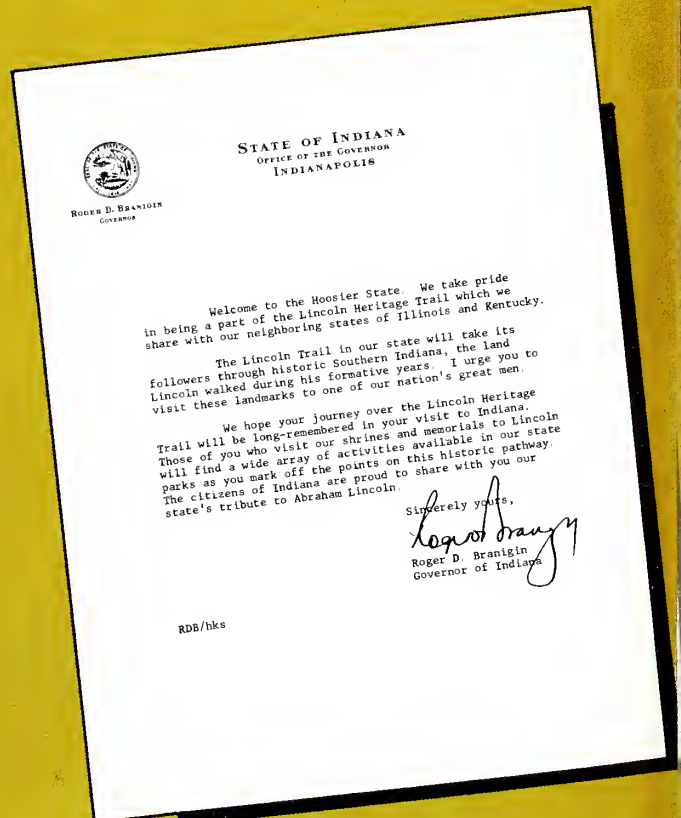 STATE OF INDIANA
OFFICE OF THE GOVERNOR
INDIANAPOLIS
ROGER D. BRANIGIN
GOVERNOR
Welcome to the Hoosier State. We take pride
in being a part of the Lincoln Heritage Trail which we
share with our neighboring states of Illinois and Kentucky.
The Lincoln Trail in our state will take its
followers through historic Southern Indiana, the land
Lincoln walked during his formative years. I urge you to
visit these landmarks to one of our nation's great men.
We hope your journey over the Lincoln Heritage
Trail will be long-remembered in your visit to Indiana.
Those of you who visit our shrines and memorials to Lincoln
will find a wide array of activities available in our state
parks as you mark off the points on this historic pathway.
The citizens of Indiana are proud to share with you our
state's tribute to Abraham Lincoln.
Sincerely yours,
Roger D. Branigin
Governor of Indiana
RDB/hks